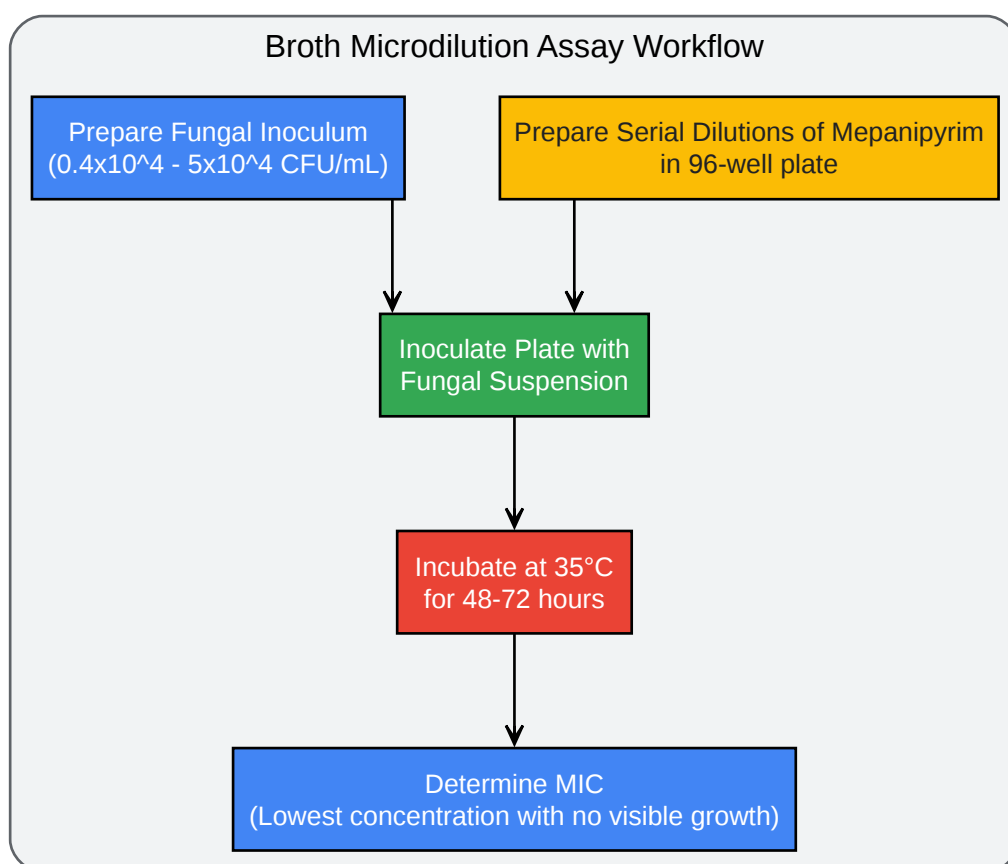 Broth Microdilution Assay Workflow
Prepare Fungal Inoculum
(0.4x10^4 - 5x10^4 CFU/mL)
Prepare Serial Dilutions of Mepanipyrim
in 96-well plate
Inoculate Plate with
Fungal Suspension
Incubate at 35°C
for 48-72 hours
Determine MIC
(Lowest concentration with no visible growth)